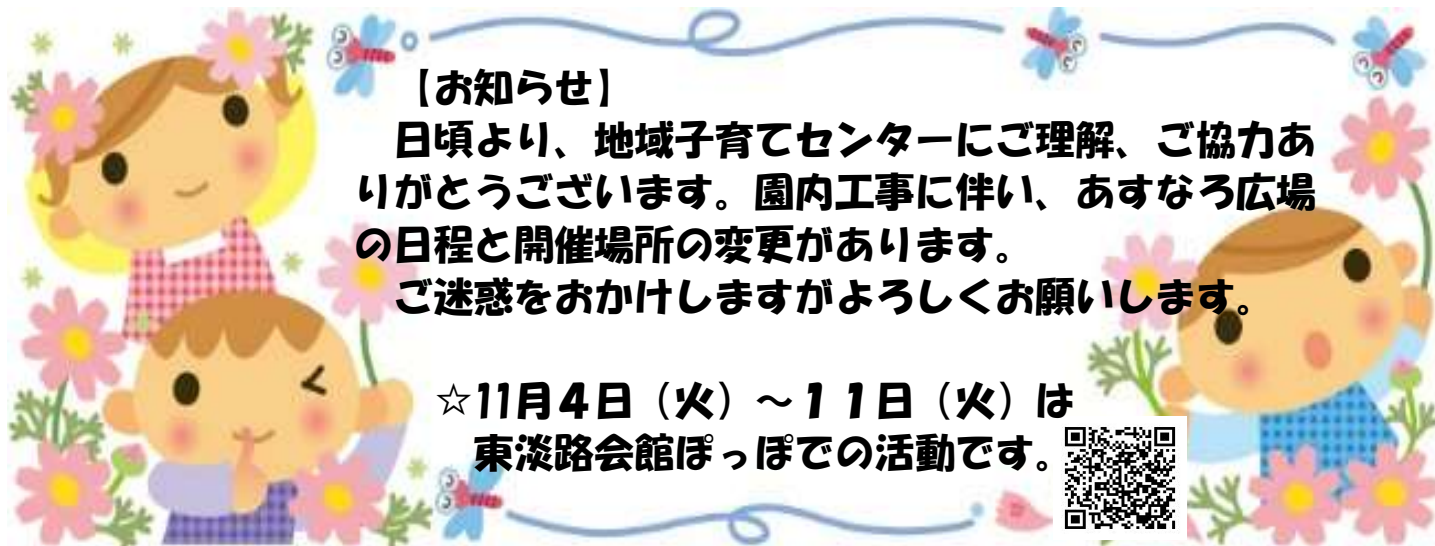 【お知らせ】
日頃より、地域子育てセンターにご理解、ご協力あ
りがとうございます。園内工事に伴い、あすなろ広場
の日程と開催場所の変更があります。
ご迷惑をおかけしますがよろしくお願いします。
☆11月4日（火）～１１日（火）は
東淡路会館ぽっぽでの活動です。